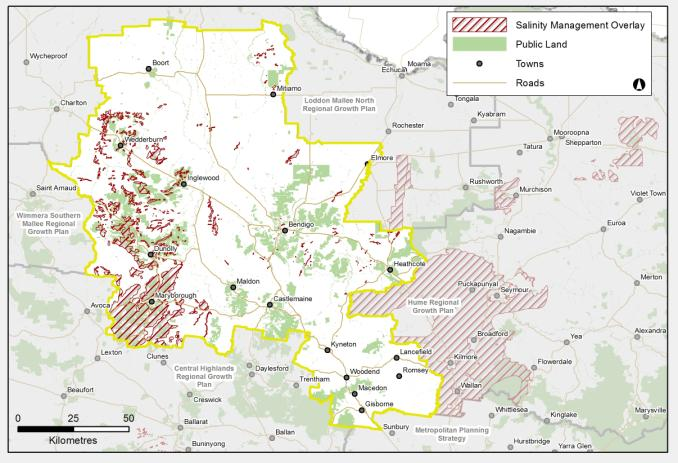 Salinity Management Overlay
Public Land
Towns
Roads
Wycheproof
Boort
Moama
Echuca
Mitiamo
Loddon Mallee North
Regional Growth Plan
Tongala
Charlton
Kyabram
Rochester
Mooroopna
Shepparton
Wedderburn
Tatura
Elmore
Inglewood
Rushworth
Saint Arnaud
Murchison
Violet Town
Wimmera Southern
Mallee Regional
Growth Plan
Bendigo
Euroa
Nagambie
Dunolly
Heathcote
Merton
Maldon
Puckapunyal
Seymour
Maryborough
Castlemaine
Hume Regional
Growth Plan
Avoca
Alexandra
Broadford
Yea
Kyneton
Lancefield
Lexton
Clunes
Kilmore
Flowerdale
Central Highlands
Regional Growth
Plan
Daylesford
Woodend
Romsey
Trentham
Wallan
Beaufort
Macedon
Creswick
Gisborne
Whittlesea
Kinglake
Marysville
0 25 50
Kilometres
Ballarat
Sunbury
Metropolitan Planning
Strategy
Ballan
Buninyong
Hurstbridge
Yarra Glen